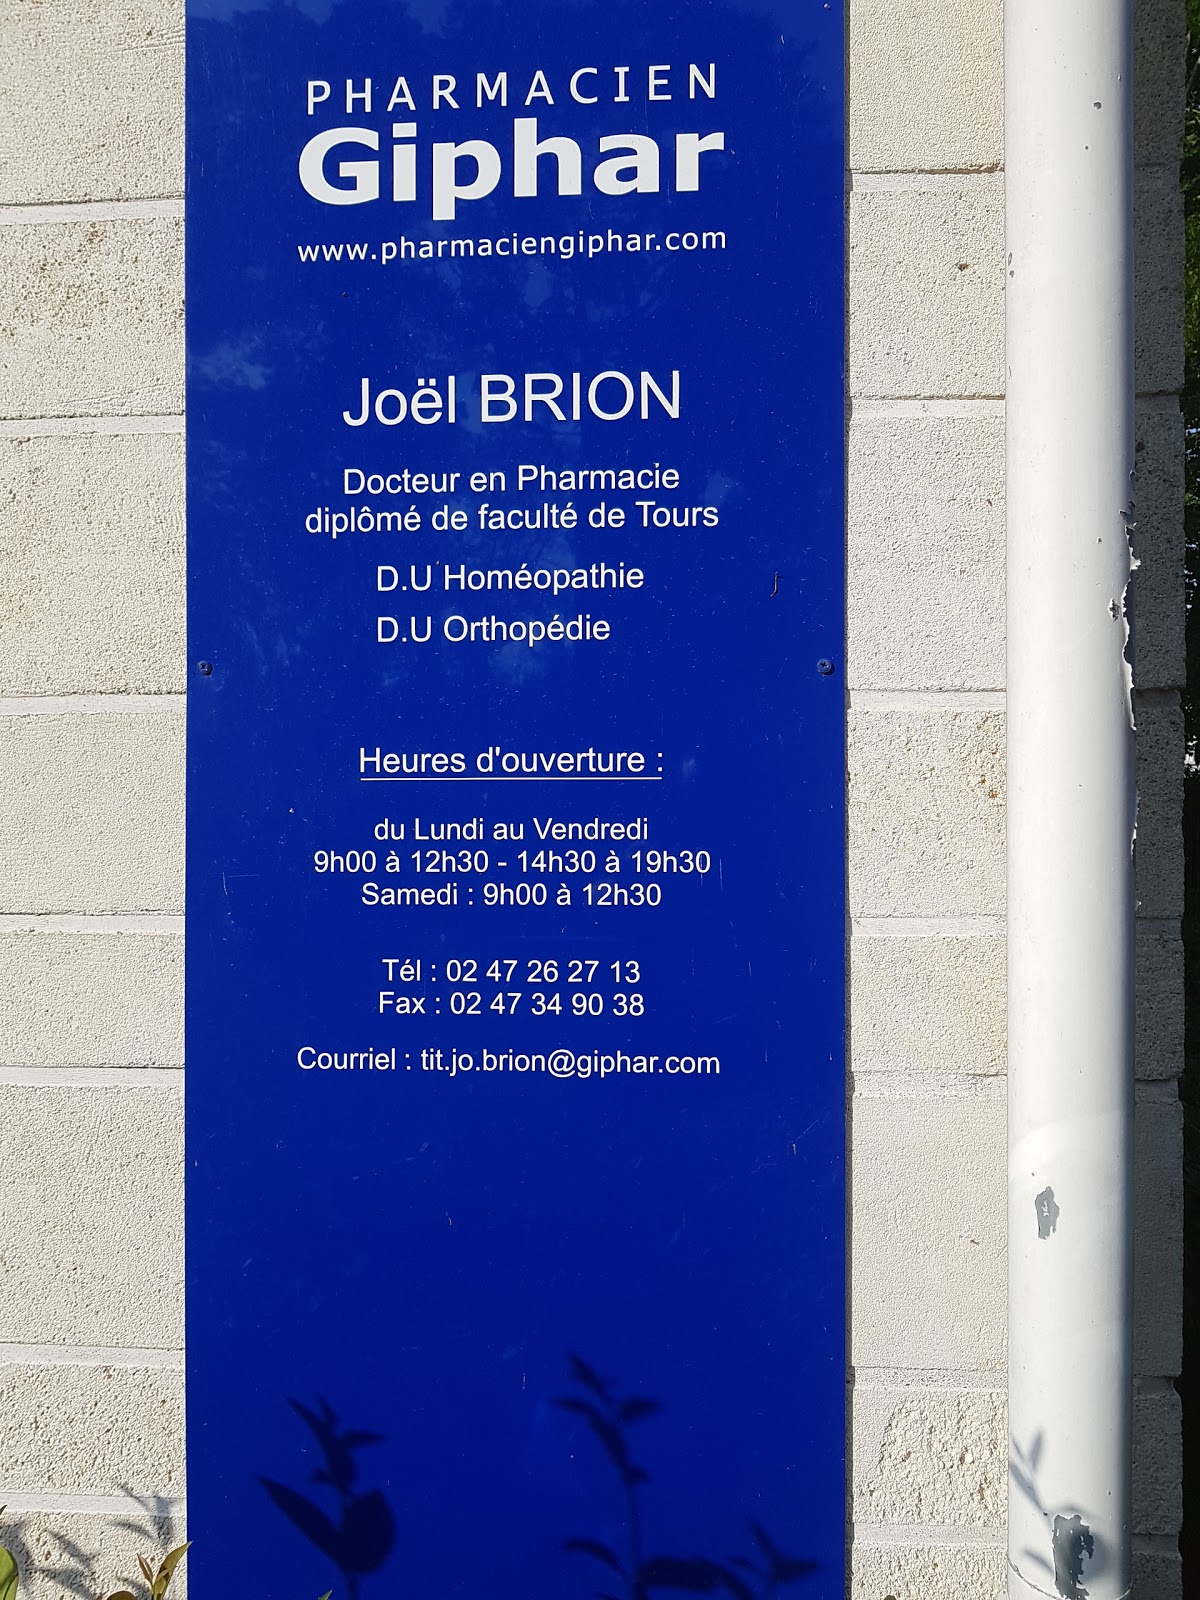 PHARMACIEN
Giphar
www.pharmaciengiphar.com
Joël BRION
Docteur en Pharmacie
diplômé de faculté de Tours
D.U Homéopathie
D.U Orthopédie
Heures d'ouverture :
du Lundi au Vendredi
9h00 à 12h30 - 14h30 à 19h30
Samedi : 9h00 à 12h30
Tél : 02 47 26 27 13
Fax : 02 47 34 90 38
Courriel : tit.jo.brion@giphar.com